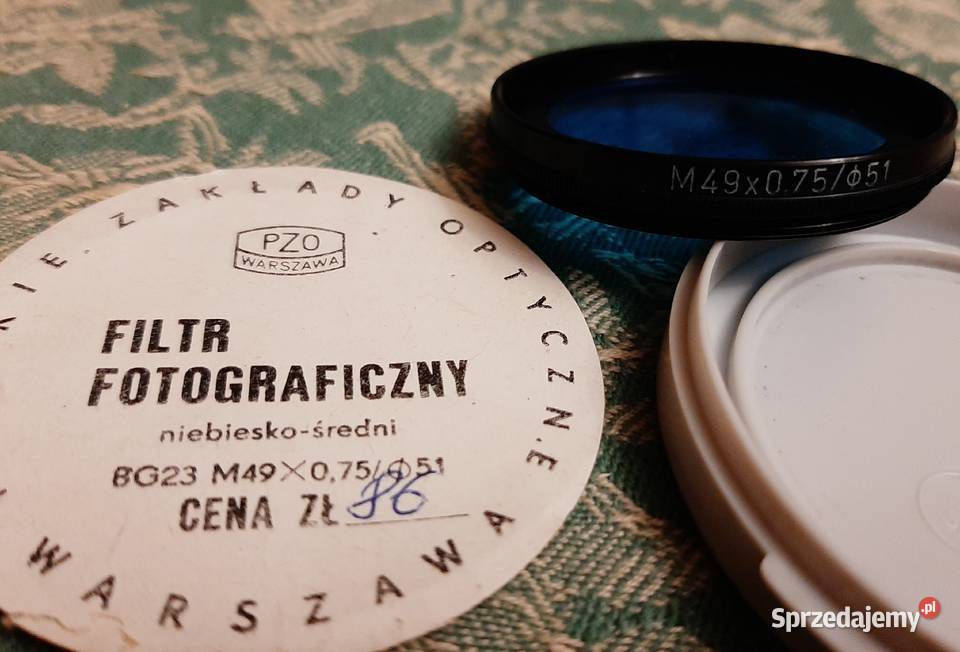 ZAKŁADY OPTYCZNE
WARSZAWA
PZO
WARSZAWA
FILTR
FOTOGRAFICZNY
niebiesko-średni
BG23 M49×0,75/ϕ51
CENA ZŁ 86
M49x0.75/ϕ51
Sprzedajemy.pl